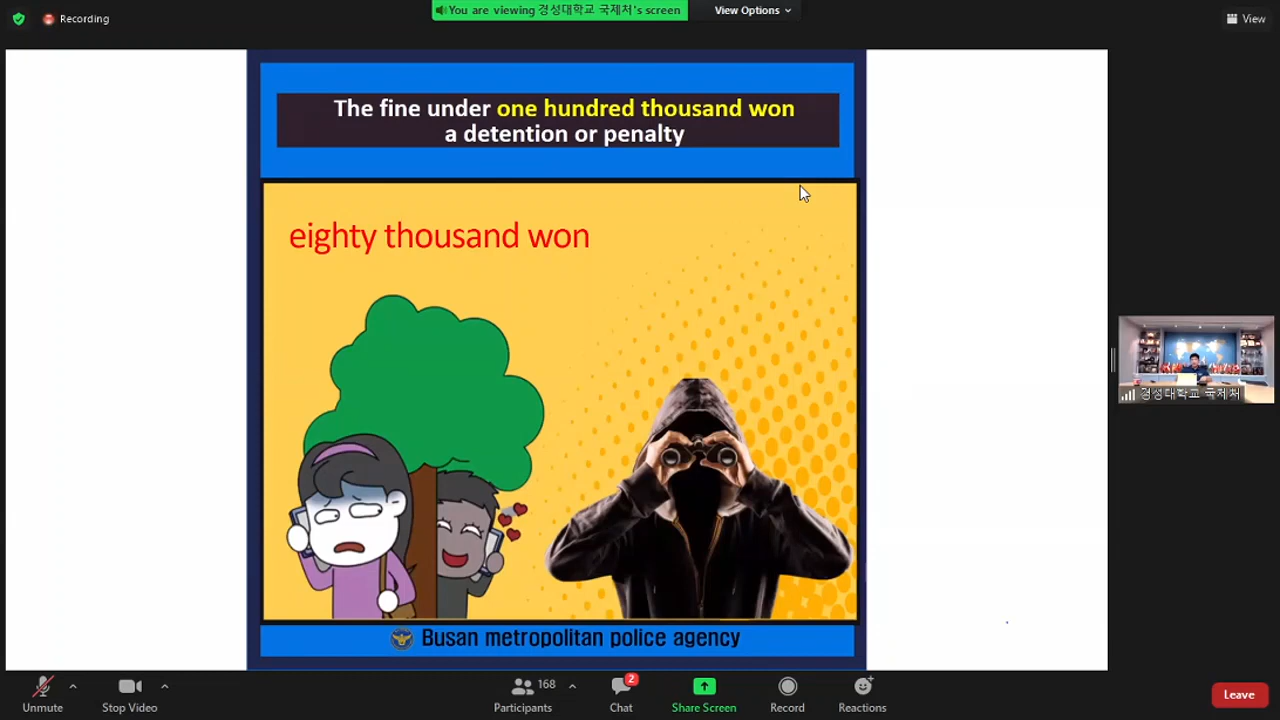 Recording
You are viewing 경성대학교 국제처's screen
View Options
View
The fine under one hundred thousand won
a detention or penalty
eighty thousand won
Busan metropolitan police agency
경성대학교 국제처
Unmute
Stop Video
168
Participants
2
Chat
Share Screen
Record
Reactions
Leave